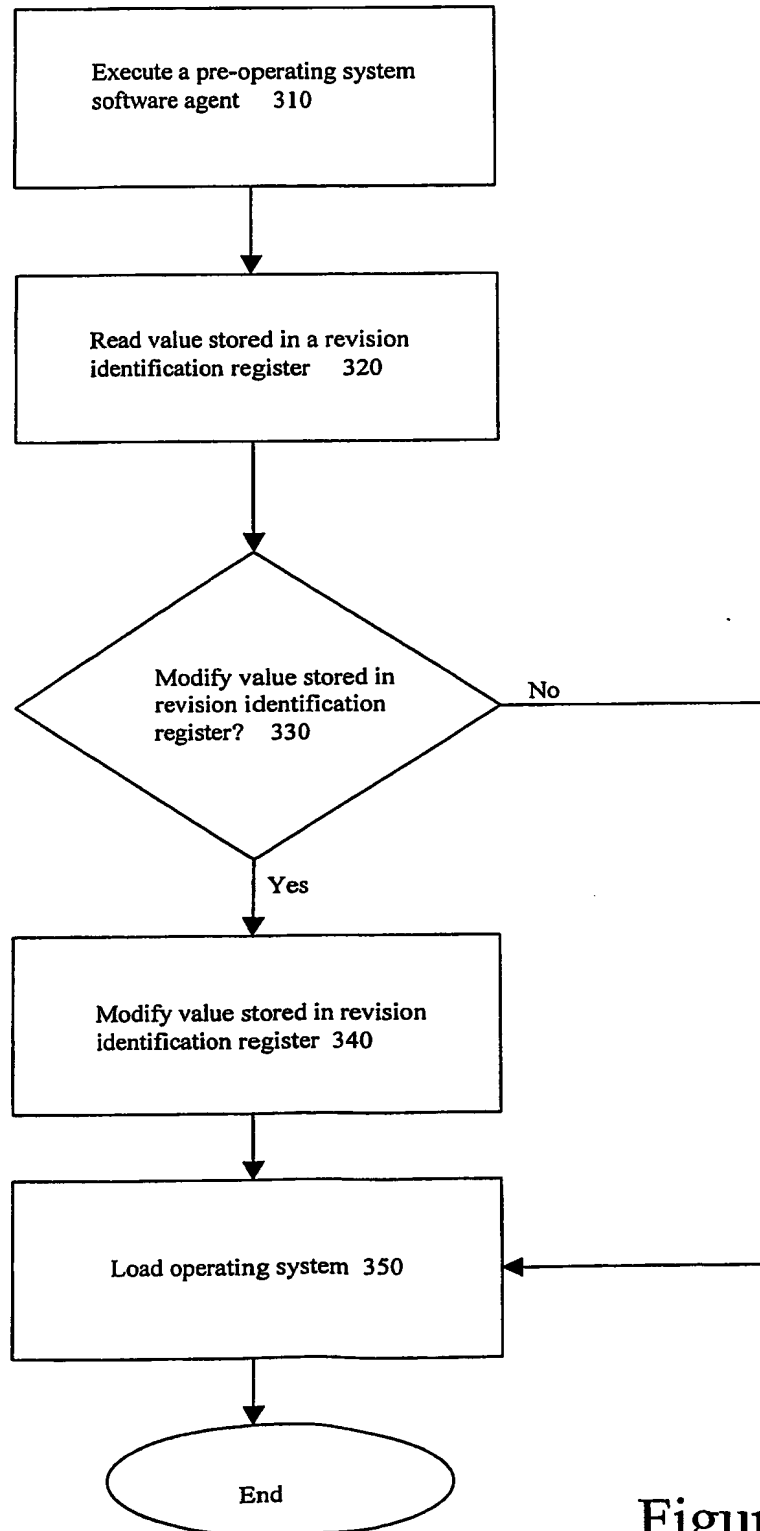 Execute a pre-operating system
software agent 310
Read value stored in a revision
identification register 320
Modify value stored in
revision identification
register? 330
No
Yes
Modify value stored in revision
identification register 340
Load operating system 350
End